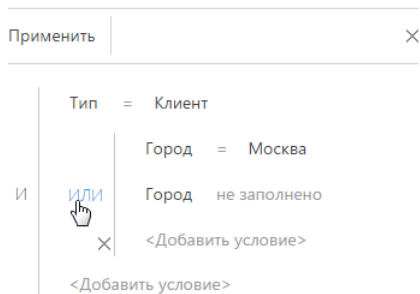 Применить
Тип = Клиент
Город = Москва
И ИЛИ Город не заполнено
<Добавить условие>
<Добавить условие>